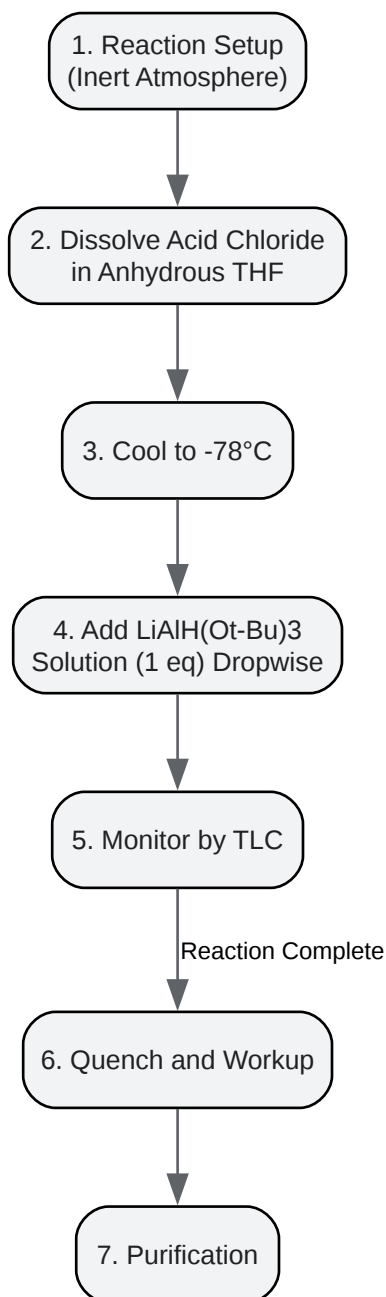 1. Reaction Setup
(Inert Atmosphere)
2. Dissolve Acid Chloride
in Anhydrous THF
3. Cool to -78°C
4. Add LiAlH(Ot-Bu)3
Solution (1 eq) Dropwise
5. Monitor by TLC
Reaction Complete
6. Quench and Workup
7. Purification